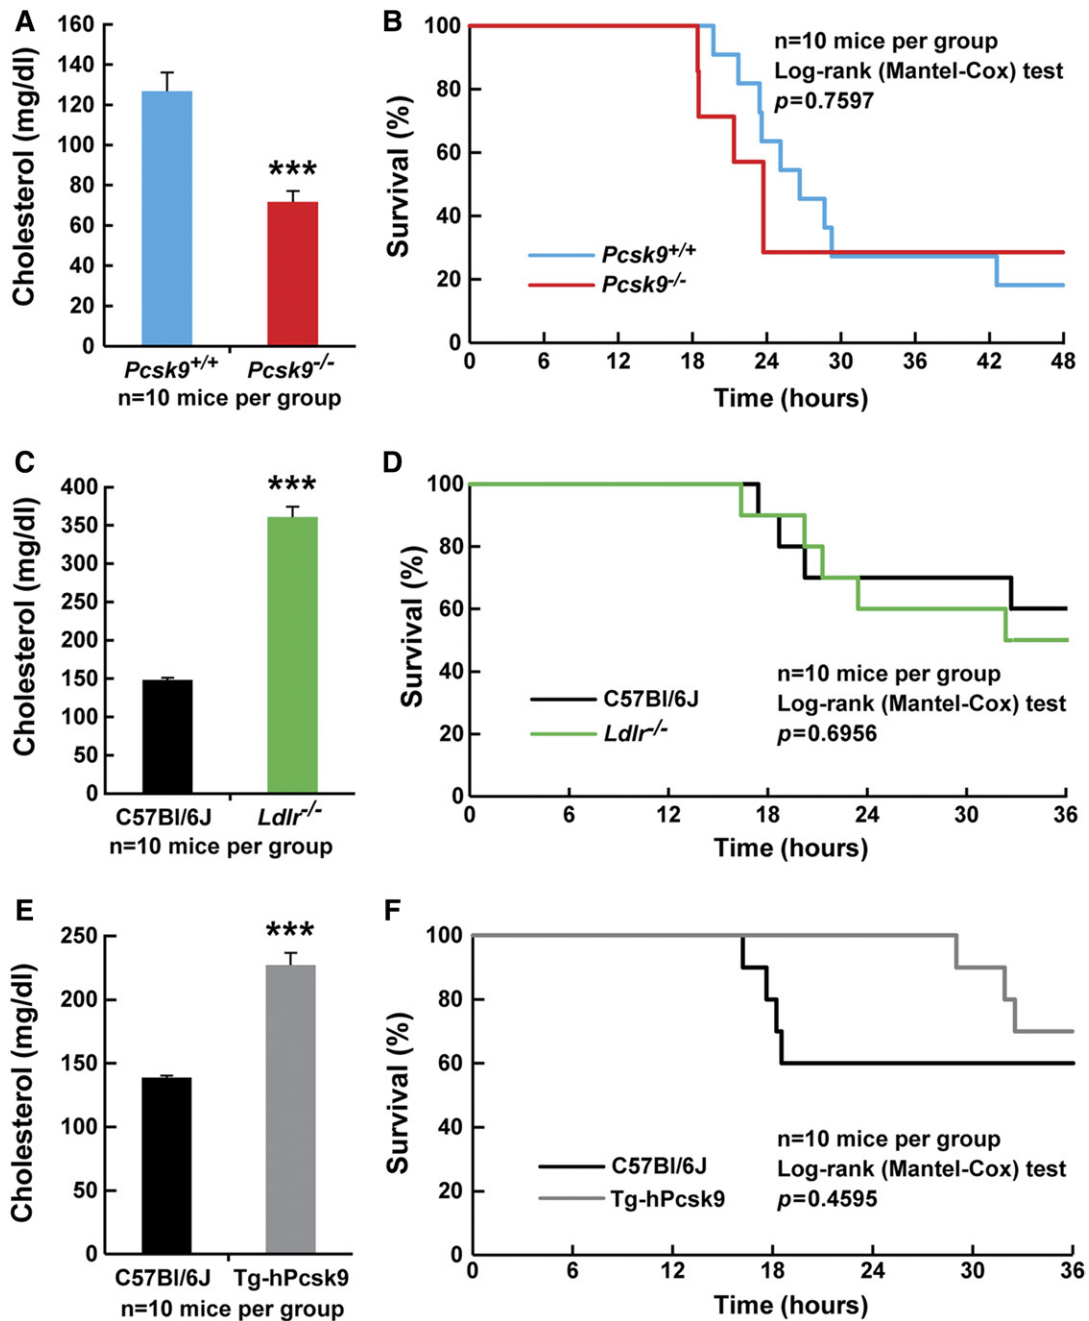 A
Cholesterol (mg/dl)
160
140
120
100
80
60
40
20
0
***
Pcsk9+/+ Pcsk9-/-
n=10 mice per group
B
Survival (%)
100
80
60
40
20
0
n=10 mice per group
Log-rank (Mantel-Cox) test
p=0.7597
Pcsk9+/+
Pcsk9-/-
0 6 12 18 24 30 36 42 48
Time (hours)
C
Cholesterol (mg/dl)
400
350
300
250
200
150
100
50
0
***
C57Bl/6J Ldlr-/-
n=10 mice per group
D
Survival (%)
100
80
60
40
20
0
n=10 mice per group
Log-rank (Mantel-Cox) test
p=0.6956
C57Bl/6J
Ldlr-/-
0 6 12 18 24 30 36
Time (hours)
E
Cholesterol (mg/dl)
250
200
150
100
50
0
***
C57Bl/6J Tg-hPcsk9
n=10 mice per group
F
Survival (%)
100
80
60
40
20
0
n=10 mice per group
Log-rank (Mantel-Cox) test
p=0.4595
C57Bl/6J
Tg-hPcsk9
0 6 12 18 24 30 36
Time (hours)